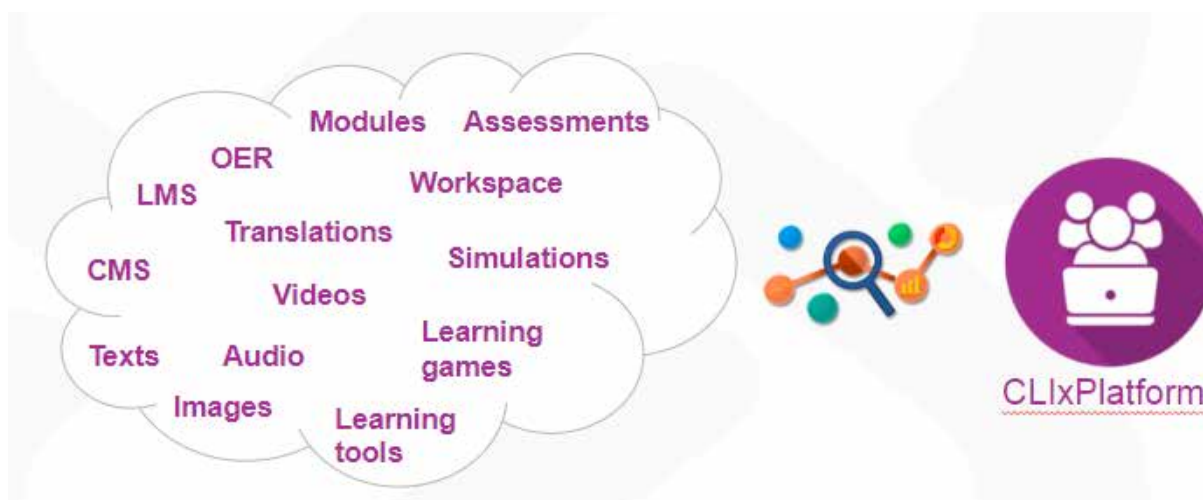 Modules Assessments
OER
Workspace
LMS
Translations
Simulations
CMS
Videos
Learning
games
Texts Audio
Images
Learning
tools
CLIxPlatform